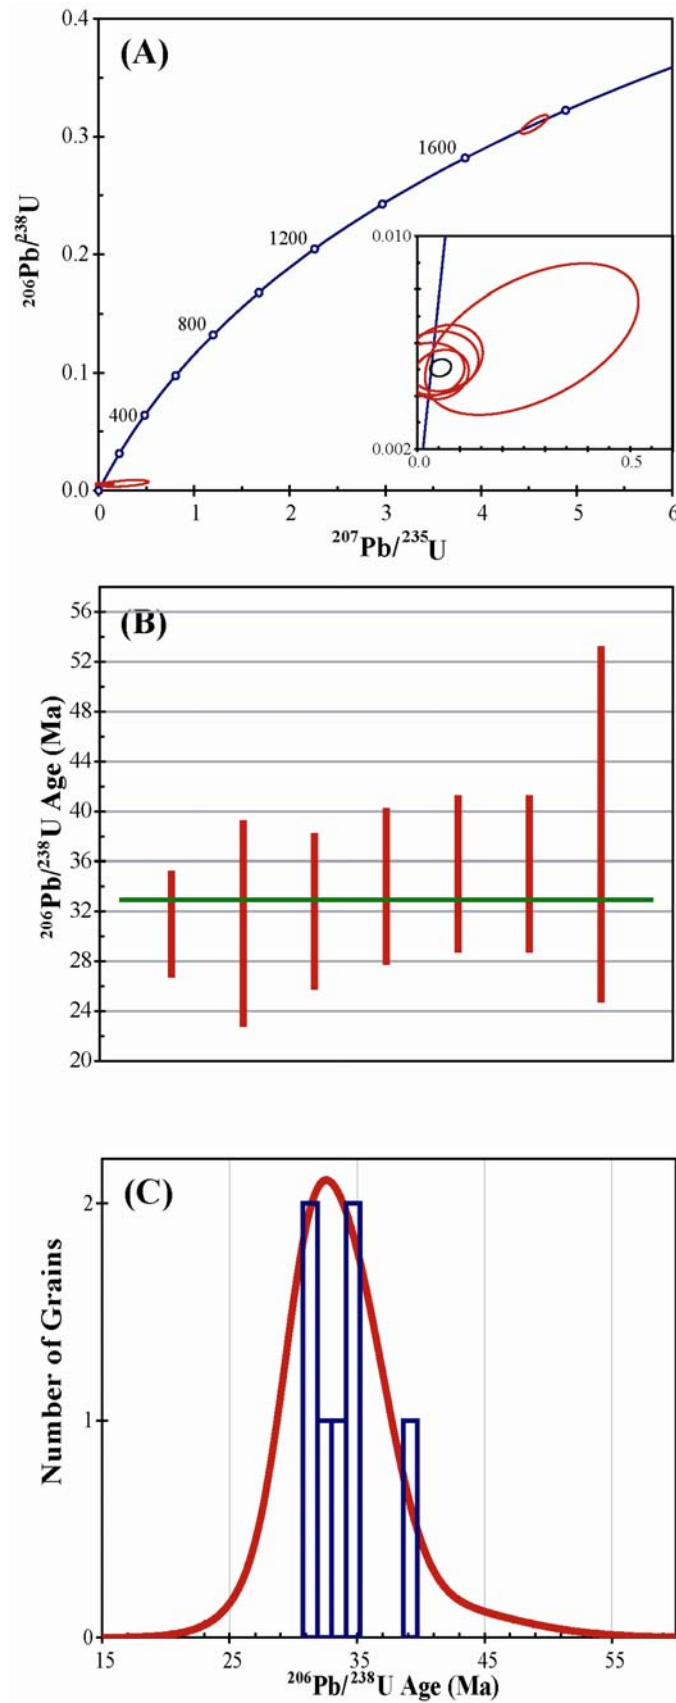 (A)
0.4
0.3
0.2
0.1
0.0
²⁰⁶Pb/²³⁸U
1600
1200
800
400
0.010
0.002
0.0
0.5
0 1 2 3 4 5 6
²⁰⁷Pb/²³⁵U
(B)
56
52
48
44
40
36
32
28
24
20
²⁰⁶Pb/²³⁸U Age (Ma)
(C)
2
1
0
Number of Grains
15 25 35 45 55
²⁰⁶Pb/²³⁸U Age (Ma)